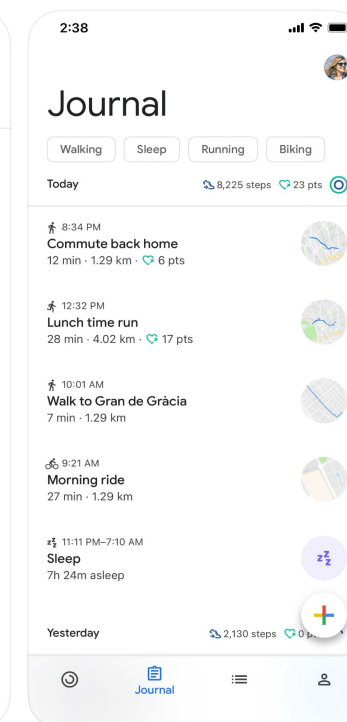 2:38
Journal
Walking Sleep Running Biking
Today 8,225 steps 23 pts
8:34 PM
Commute back home
12 min · 1.29 km · 6 pts
12:32 PM
Lunch time run
28 min · 4.02 km · 17 pts
10:01 AM
Walk to Gran de Gràcia
7 min · 1.29 km
9:21 AM
Morning ride
27 min · 1.29 km
zzz 11:11 PM–7:10 AM
Sleep
7h 24m asleep
zzz
Yesterday 2,130 steps 0
Journal